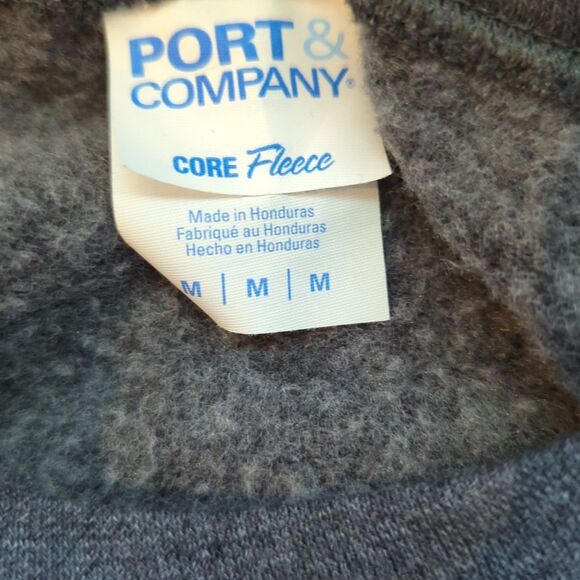 PORT &
COMPANY®
CORE Fleece
Made in Honduras
Fabriqué au Honduras
Hecho en Honduras
M | M | M